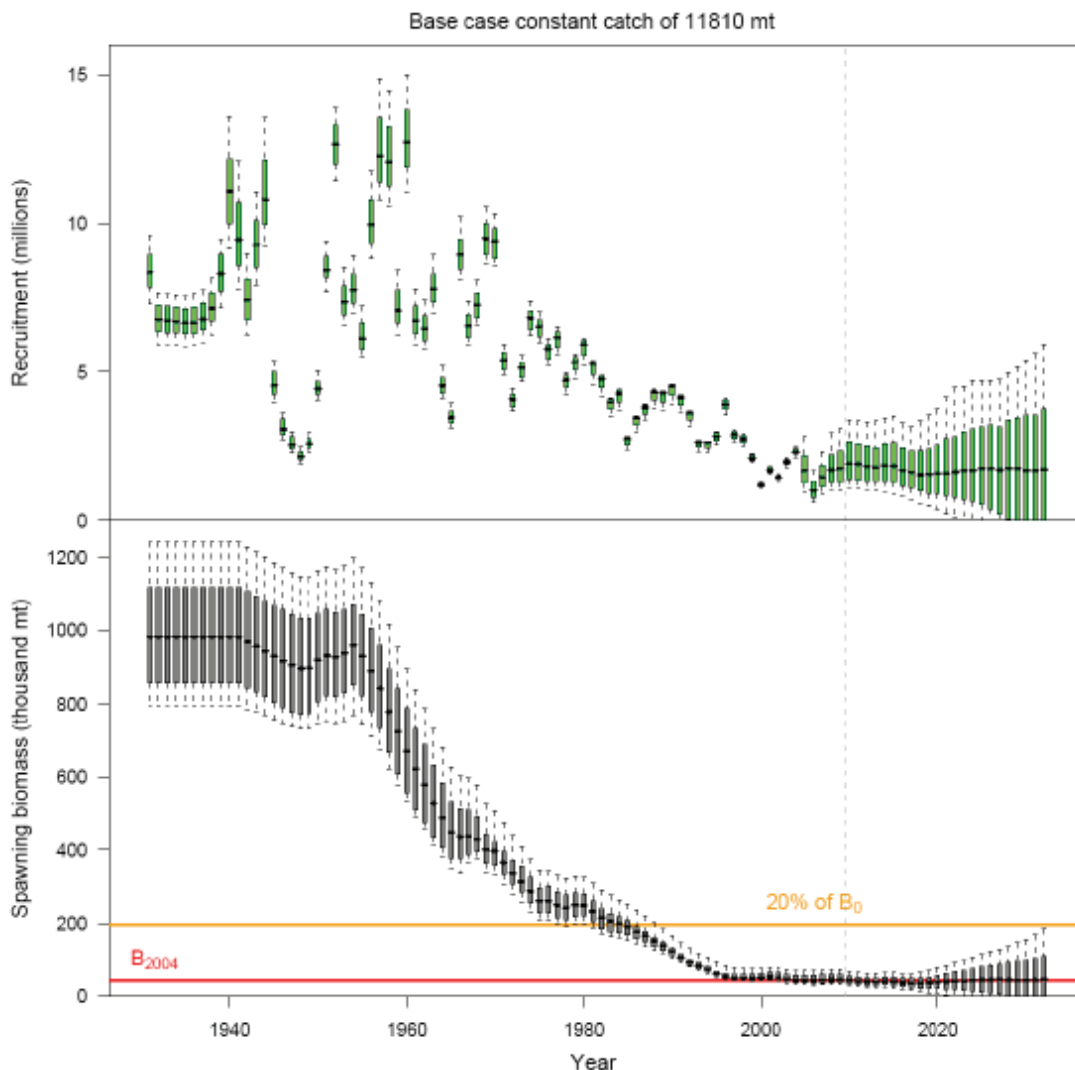 Base case constant catch of 11810 mt
Recruitment (millions)
15
10
5
0
Spawning biomass (thousand mt)
1200
1000
800
600
400
200
0
20% of B₀
B₂₀₀₄
1940
1960
1980
2000
2020
Year